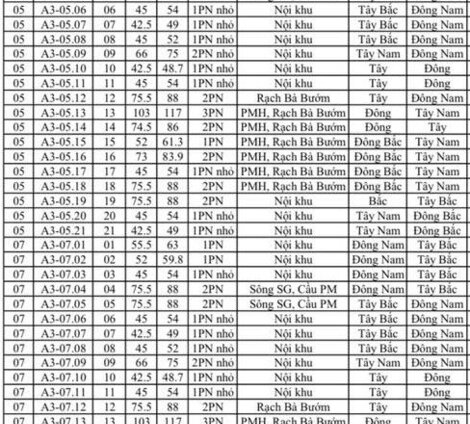 05 A3-05.06 06 45 54 1PN nhỏ Nội khu Tây Bắc Đông Nam
05 A3-05.07 07 42.5 49 1PN nhỏ Nội khu Tây Bắc Đông Nam
05 A3-05.08 08 45 52 1PN nhỏ Nội khu Tây Bắc Đông Nam
05 A3-05.09 09 66 75 2PN Nội khu Tây Nam Đông Nam
05 A3-05.10 10 42.5 48.7 1PN nhỏ Nội khu Tây Đông
05 A3-05.11 11 45 54 1PN nhỏ Nội khu Tây Đông
05 A3-05.12 12 75.5 88 2PN Rạch Bà Bướm Tây Đông Nam
05 A3-05.13 13 103 117 3PN PMH, Rạch Bà Bướm Đông Tây Nam
05 A3-05.14 14 74.5 86 2PN PMH, Rạch Bà Bướm Đông Tây
05 A3-05.15 15 52 61.3 1PN PMH, Rạch Bà Bướm Đông Bắc Tây Nam
05 A3-05.16 16 73 83.9 2PN PMH, Rạch Bà Bướm Đông Bắc Tây Nam
05 A3-05.17 17 45 54 1PN nhỏ PMH, Rạch Bà Bướm Đông Bắc Tây Nam
05 A3-05.18 18 75.5 88 2PN PMH, Rạch Bà Bướm Đông Bắc Tây Nam
05 A3-05.19 19 75.5 88 2PN Nội khu Bắc Tây Nam
05 A3-05.20 20 45 54 1PN nhỏ Nội khu Tây Nam Đông Bắc
05 A3-05.21 21 42.5 49 1PN nhỏ Nội khu Tây Nam Đông Bắc
07 A3-07.01 01 55.5 63 1PN Nội khu Đông Nam Tây Bắc
07 A3-07.02 02 52 59.8 1PN Nội khu Đông Nam Tây Bắc
07 A3-07.03 03 45 54 1PN nhỏ Nội khu Đông Nam Tây Bắc
07 A3-07.04 04 75.5 88 2PN Sông SG, Cầu PM Đông Nam Tây Bắc
07 A3-07.05 05 75.5 88 2PN Sông SG, Cầu PM Tây Bắc Đông Nam
07 A3-07.06 06 45 54 1PN nhỏ Nội khu Tây Bắc Đông Nam
07 A3-07.07 07 42.5 49 1PN nhỏ Nội khu Tây Bắc Đông Nam
07 A3-07.08 08 45 52 1PN nhỏ Nội khu Tây Bắc Đông Nam
07 A3-07.09 09 66 75 2PN Nội khu Tây Nam Đông Nam
07 A3-07.10 10 42.5 48.7 1PN nhỏ Nội khu Tây Đông
07 A3-07.11 11 45 54 1PN nhỏ Nội khu Tây Đông
07 A3-07.12 12 75.5 88 2PN Rạch Bà Bướm Tây Đông Nam
07 A3-07.13 13 103 117 3PN PMH, Rạch Bà Bướm Đông Tây Nam